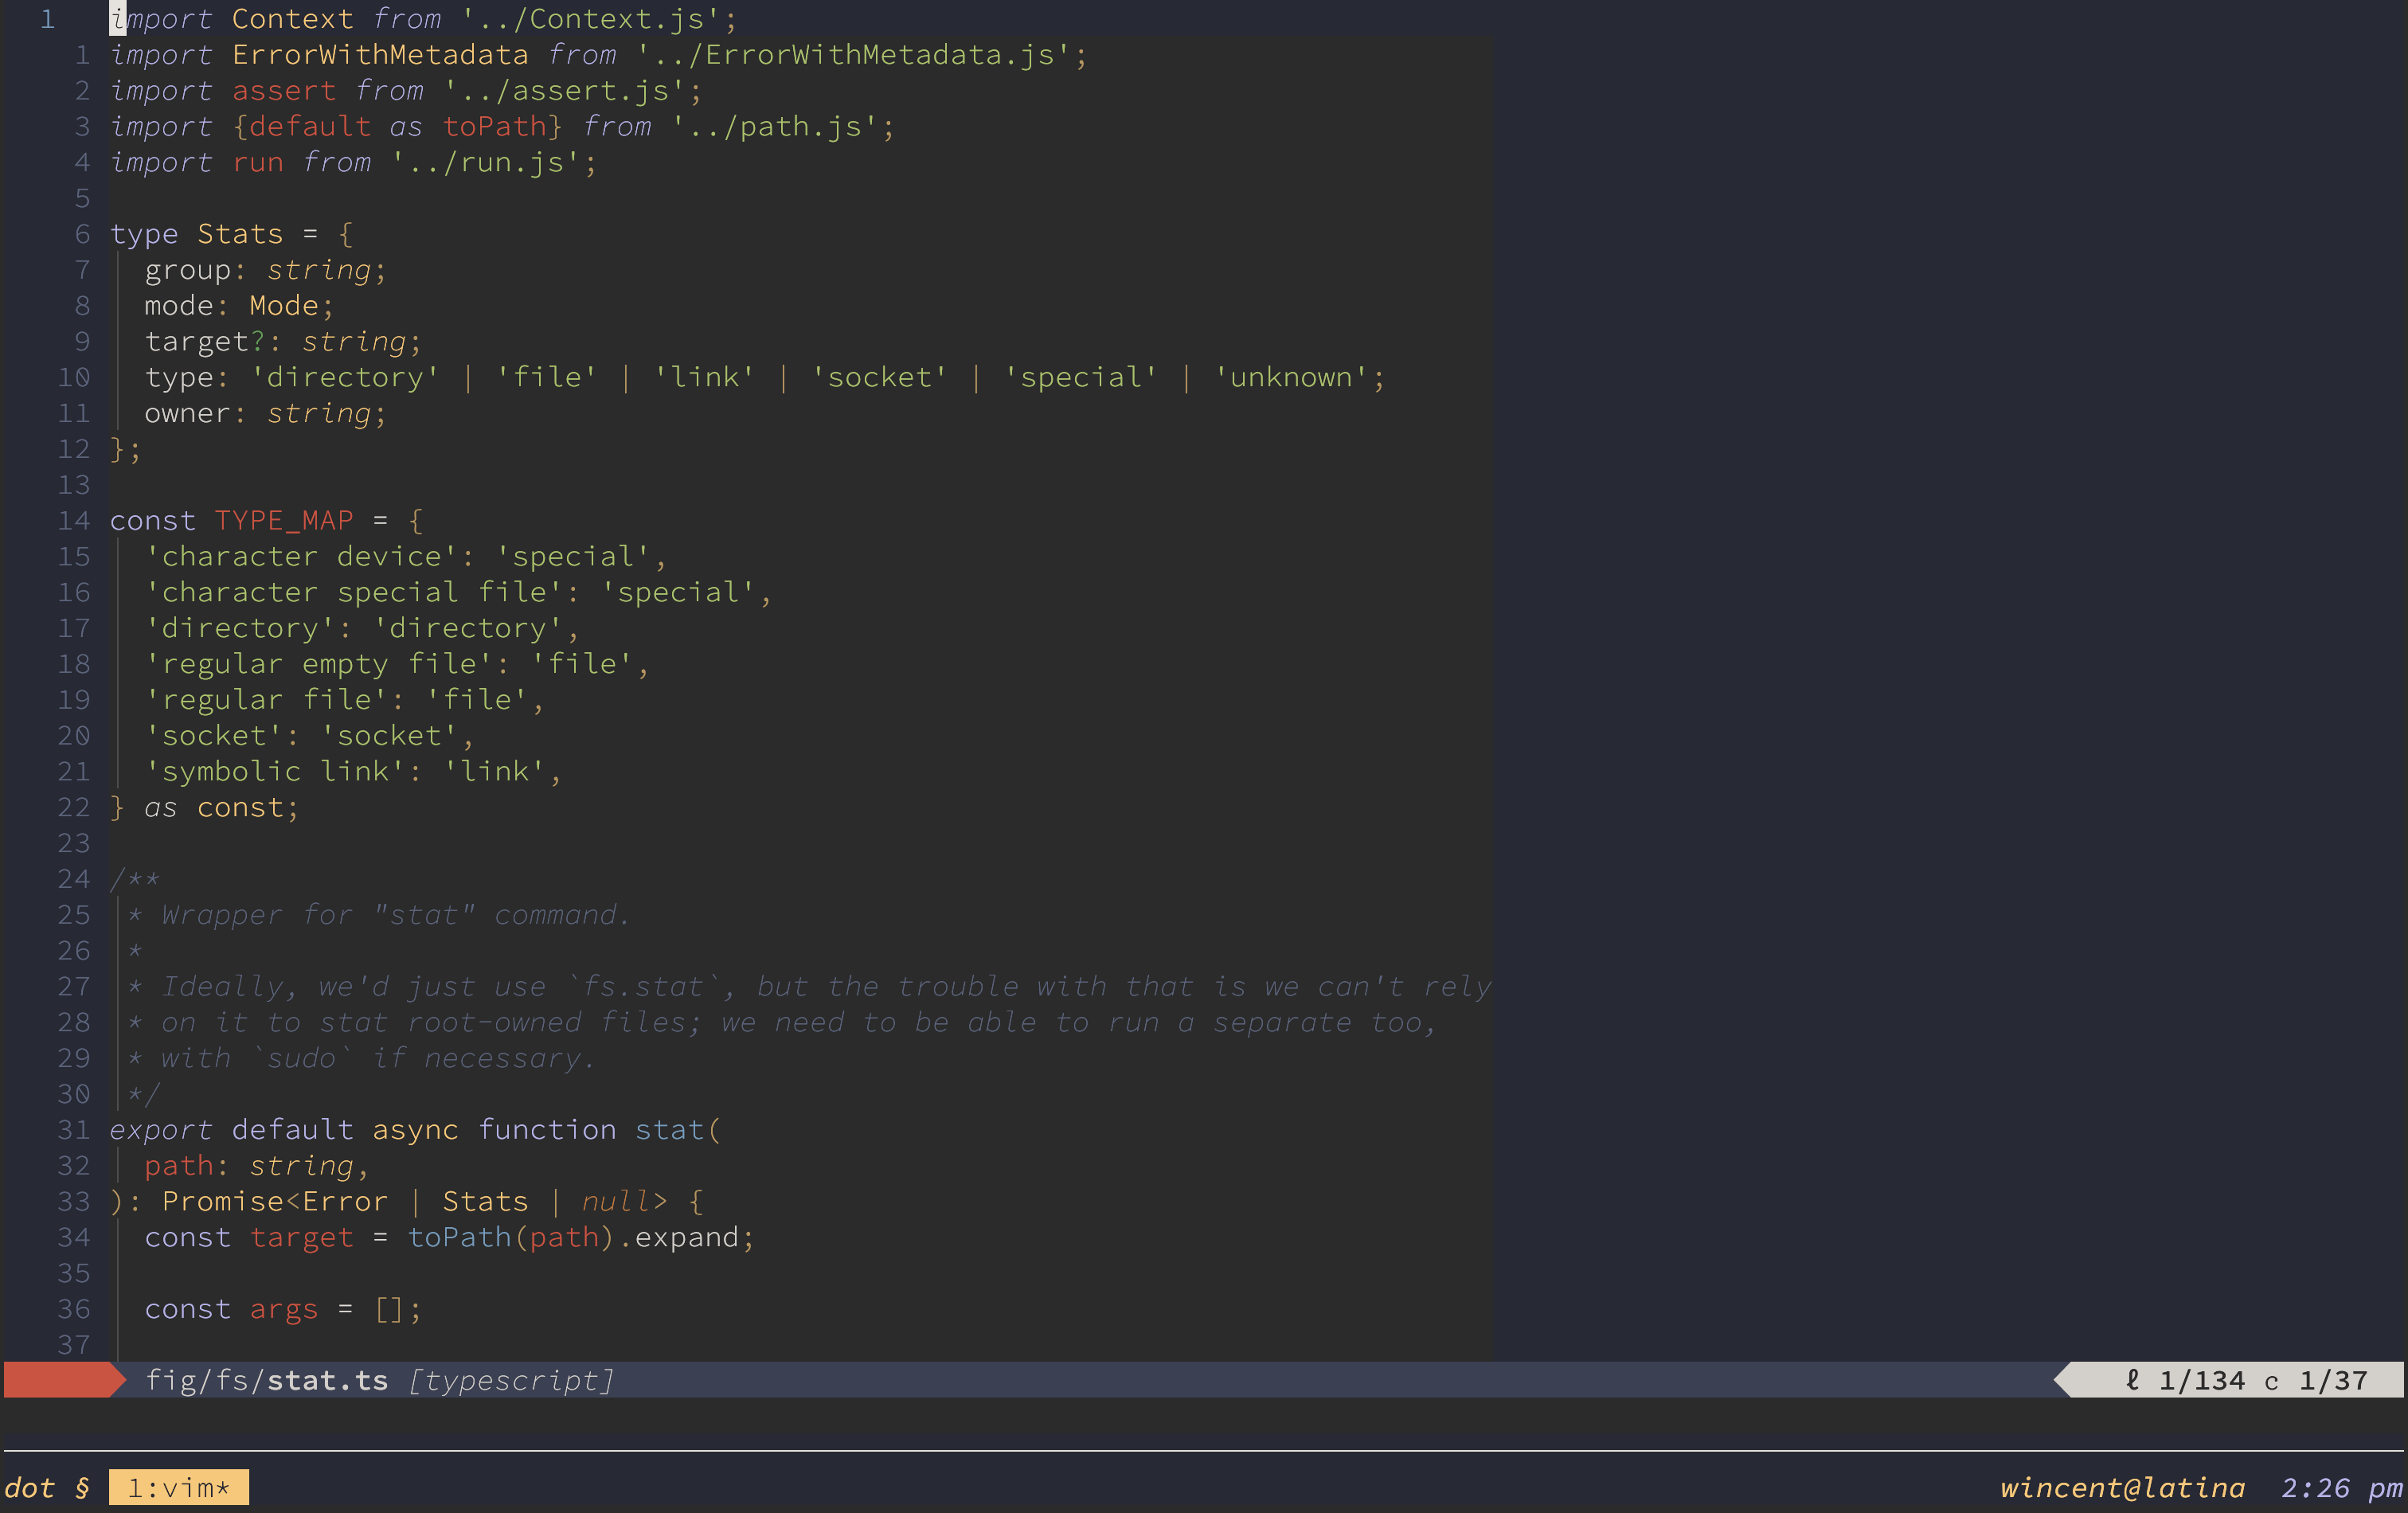 1 import Context from '../Context.js';
1 import ErrorWithMetadata from '../ErrorWithMetadata.js';
2 import assert from '../assert.js';
3 import {default as toPath} from '../path.js';
4 import run from '../run.js';
5
6 type Stats = {
7 group: string;
8 mode: Mode;
9 target?: string;
10 type: 'directory' | 'file' | 'link' | 'socket' | 'special' | 'unknown';
11 owner: string;
12 };
13
14 const TYPE_MAP = {
15 'character device': 'special',
16 'character special file': 'special',
17 'directory': 'directory',
18 'regular empty file': 'file',
19 'regular file': 'file',
20 'socket': 'socket',
21 'symbolic link': 'link',
22 } as const;
23
24 /**
25 * Wrapper for "stat" command.
26 *
27 * Ideally, we'd just use `fs.stat`, but the trouble with that is we can't rely
28 * on it to stat root-owned files; we need to be able to run a separate too,
29 * with `sudo` if necessary.
30 */
31 export default async function stat(
32 path: string,
33 ): Promise<Error | Stats | null> {
34 const target = toPath(path).expand;
35
36 const args = [];
37
fig/fs/stat.ts [typescript] ℓ 1/134 c 1/37
dot § 1:vim* wincent@latina 2:26 pm